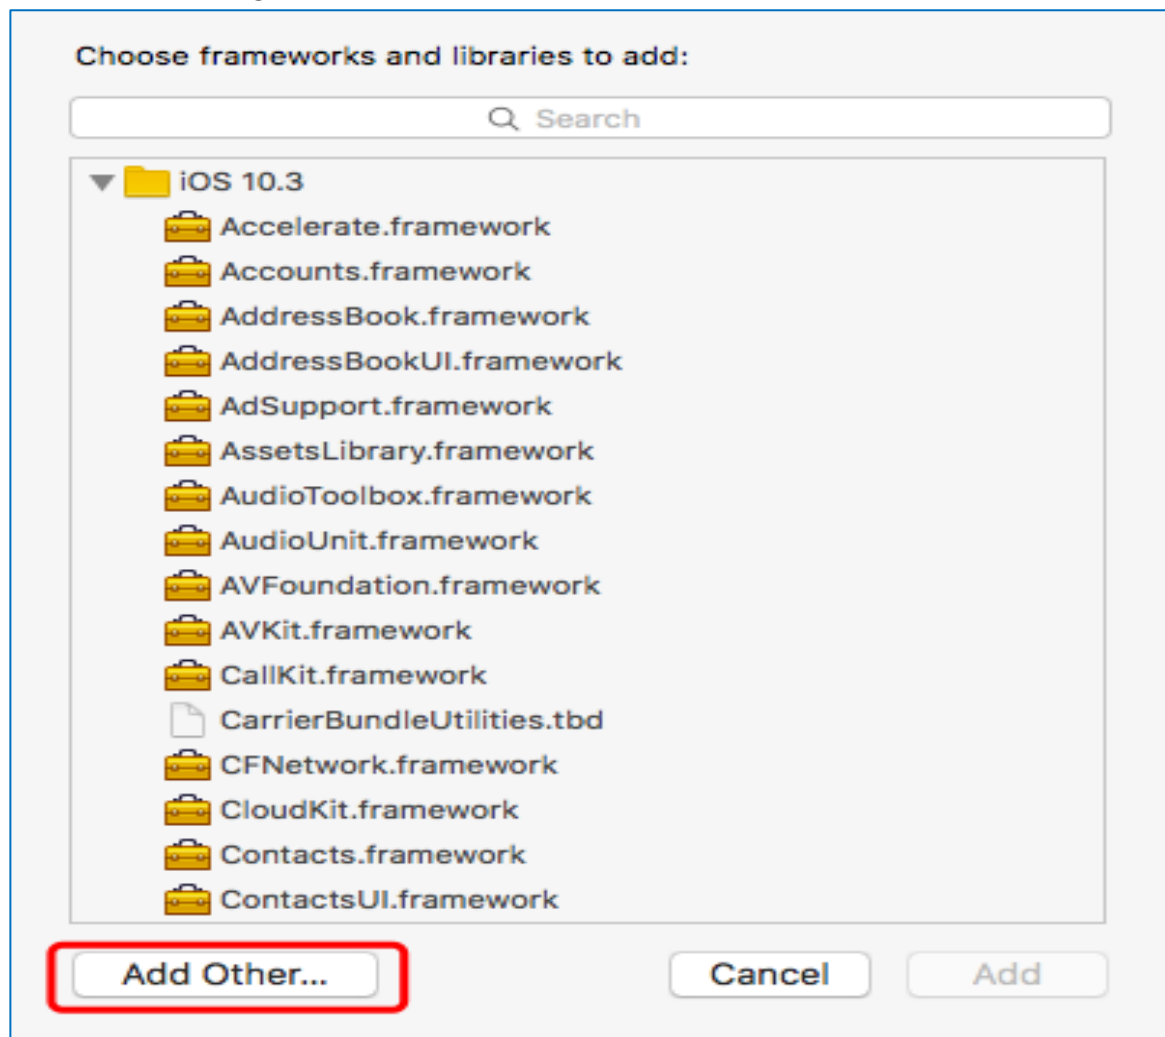 Choose frameworks and libraries to add:
Search
iOS 10.3
Accelerate.framework
Accounts.framework
AddressBook.framework
AddressBookUI.framework
AdSupport.framework
AssetsLibrary.framework
AudioToolbox.framework
AudioUnit.framework
AVFoundation.framework
AVKit.framework
CallKit.framework
CarrierBundleUtilities.tbd
CFNetwork.framework
CloudKit.framework
Contacts.framework
ContactsUI.framework
Add Other... Cancel Add